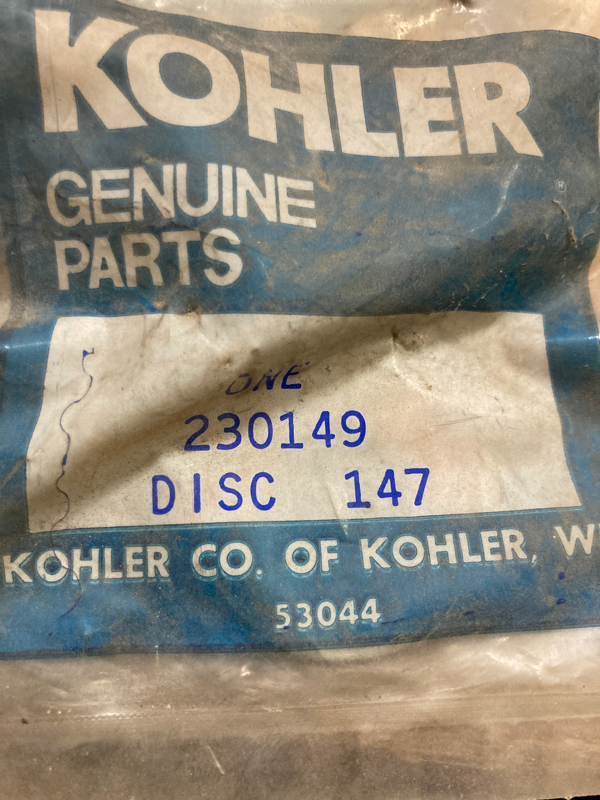 KOHLER
GENUINE
PARTS
ONE
230149
DISC 147
KOHLER CO. OF KOHLER, W
53044